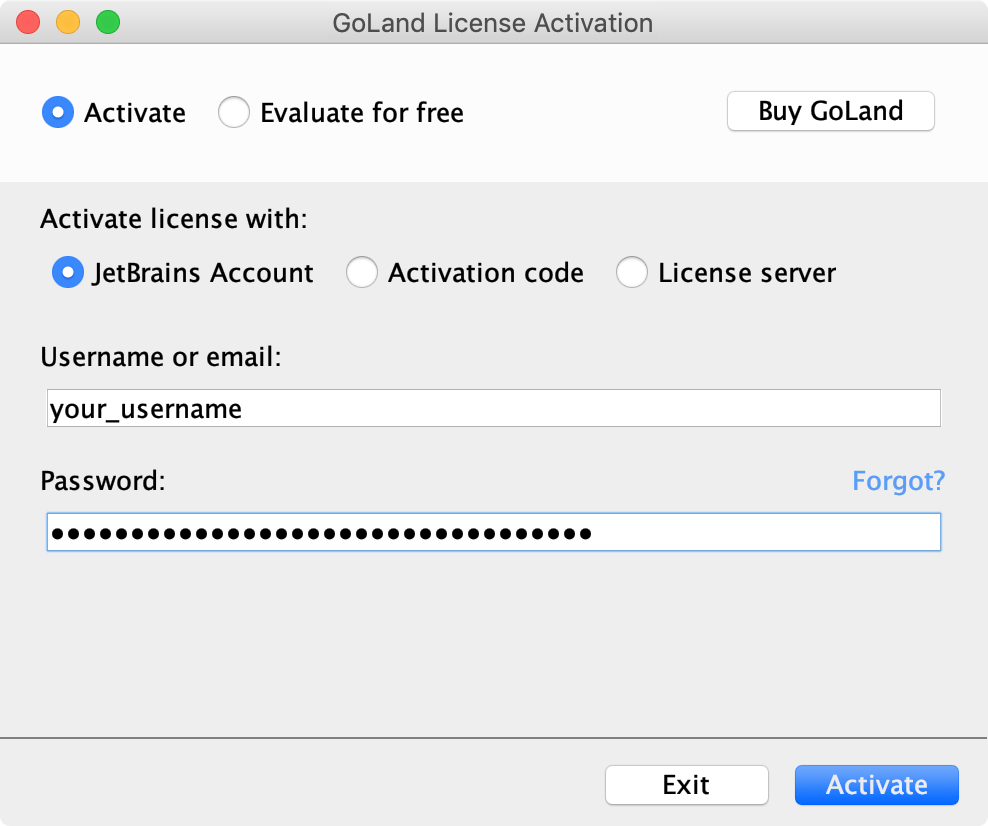 GoLand License Activation
Activate Evaluate for free Buy GoLand
Activate license with:
JetBrains Account Activation code License server
Username or email:
your_username
Password: Forgot?
••••••••••••••••••••••••••••••••••
Exit Activate